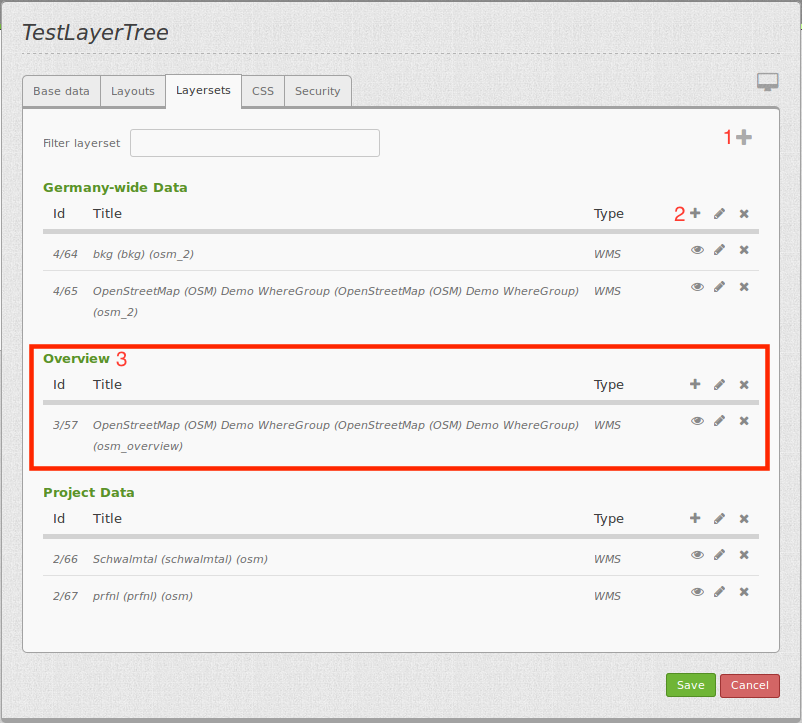 TestLayerTree
Base data Layouts Layersets CSS Security
Filter layerset 1
Germany-wide Data
Id Title Type 2
4/64 bkg (bkg) (osm_2) WMS
4/65 OpenStreetMap (OSM) Demo WhereGroup (OpenStreetMap (OSM) Demo WhereGroup) WMS
(osm_2)
Overview 3
Id Title Type
3/57 OpenStreetMap (OSM) Demo WhereGroup (OpenStreetMap (OSM) Demo WhereGroup) WMS
(osm_overview)
Project Data
Id Title Type
2/66 Schwalmtal (schwalmtal) (osm) WMS
2/67 prfnl (prfnl) (osm) WMS
Save Cancel